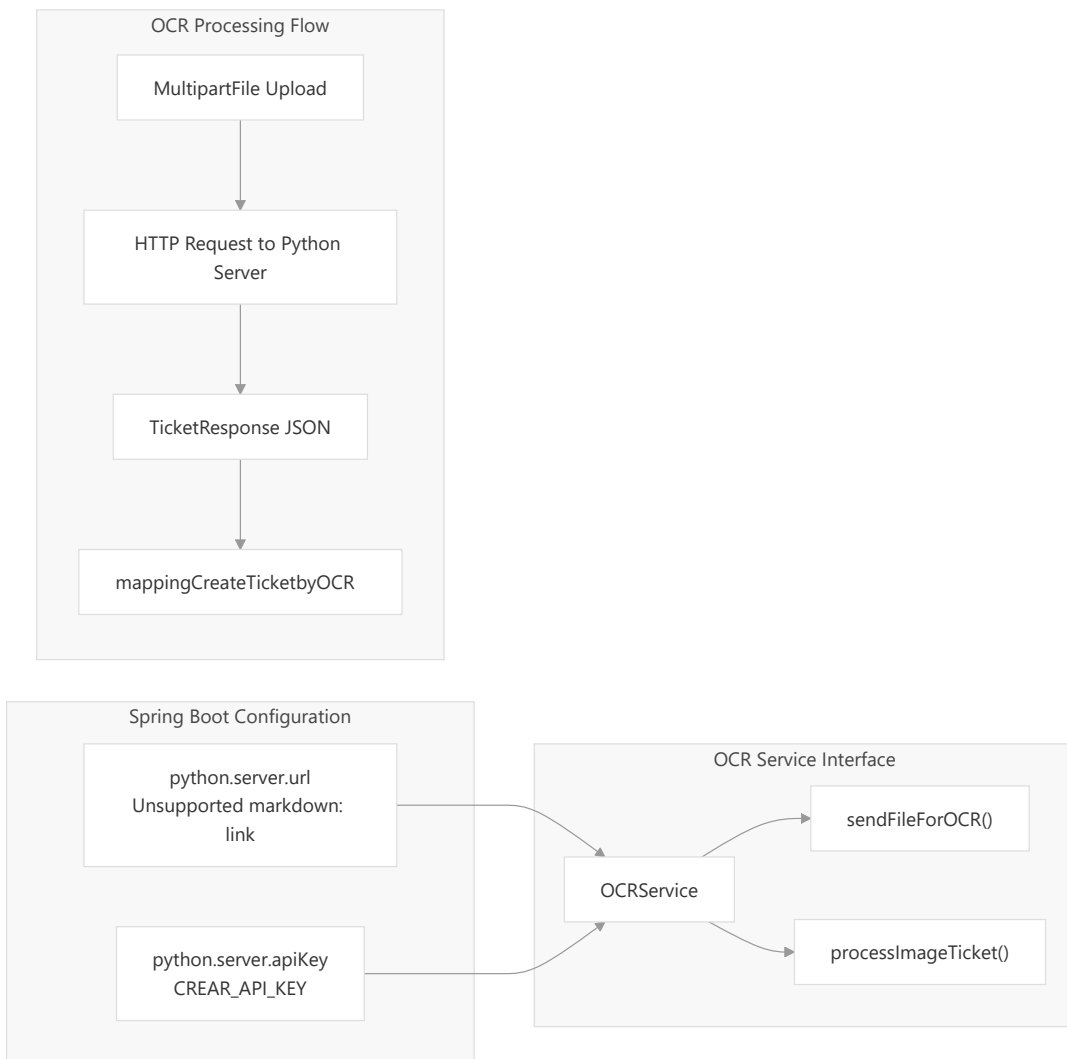 OCR Processing Flow
MultipartFile Upload
HTTP Request to Python
Server
TicketResponse JSON
mappingCreateTicketbyOCR
Spring Boot Configuration
python.server.url
Unsupported markdown:
link
python.server.apiKey
CREAR_API_KEY
OCR Service Interface
OCRService
sendFileForOCR()
processImageTicket()